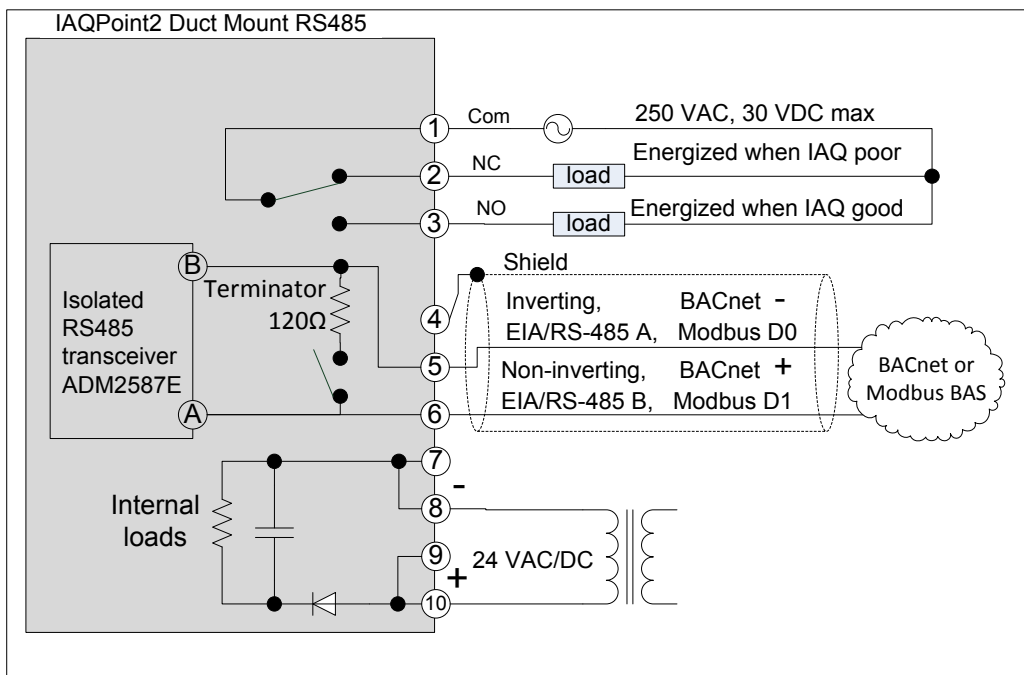 IAQPoint2 Duct Mount RS485
1 Com 250 VAC, 30 VDC max
2 NC load Energized when IAQ poor
3 NO load Energized when IAQ good
B
Isolated
RS485
transceiver
ADM2587E
A
Terminator
120Ω
4
5
6
Shield
Inverting, BACnet -
EIA/RS-485 A, Modbus D0
Non-inverting, BACnet +
EIA/RS-485 B, Modbus D1
BACnet or
Modbus BAS
Internal
loads
7
-
8
9
+
10
24 VAC/DC